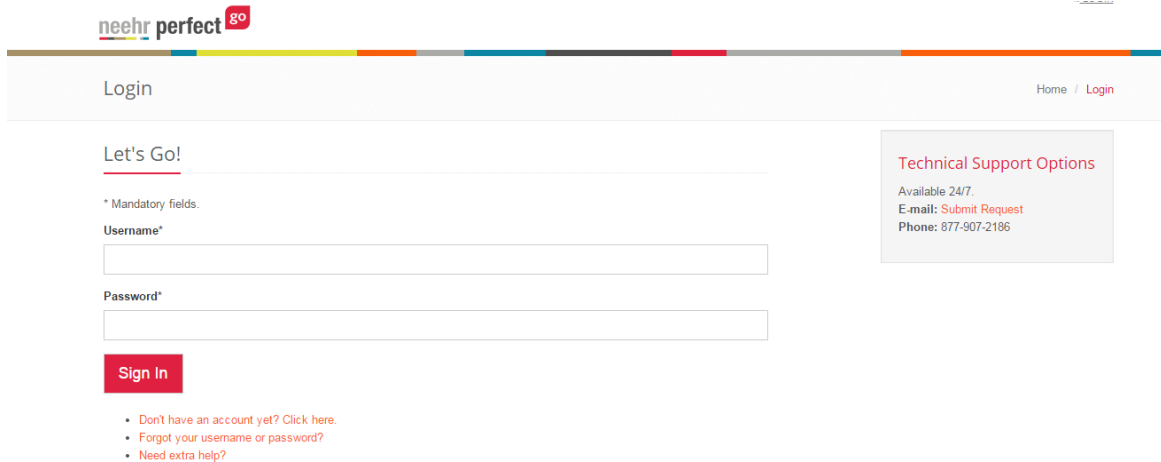 neehr perfect go
Login
Home / Login
Let's Go!
* Mandatory fields.
Username*
Password*
Sign In
• Don't have an account yet? Click here.
• Forgot your username or password?
• Need extra help?
Technical Support Options
Available 24/7.
E-mail: Submit Request
Phone: 877-907-2186